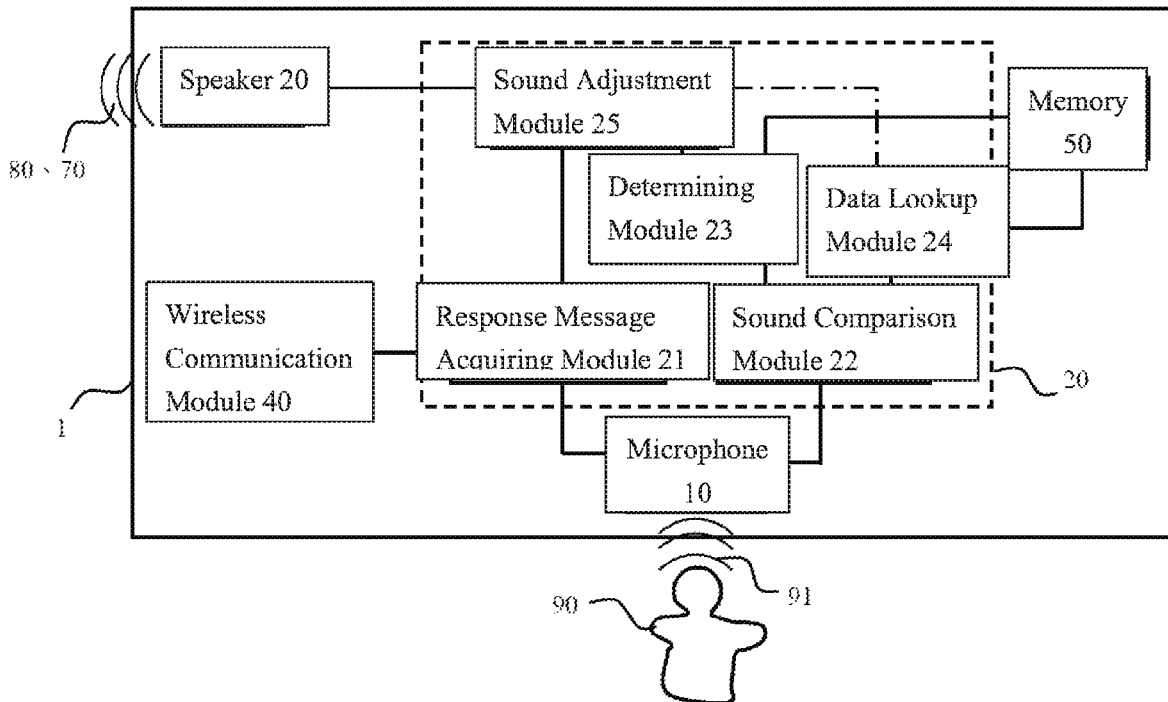 Speaker 20
Sound Adjustment
Module 25
Memory
50
80、70
Determining
Module 23
Data Lookup
Module 24
Wireless
Communication
Module 40
Response Message
Acquiring Module 21
Sound Comparison
Module 22
20
1
Microphone
10
91
90